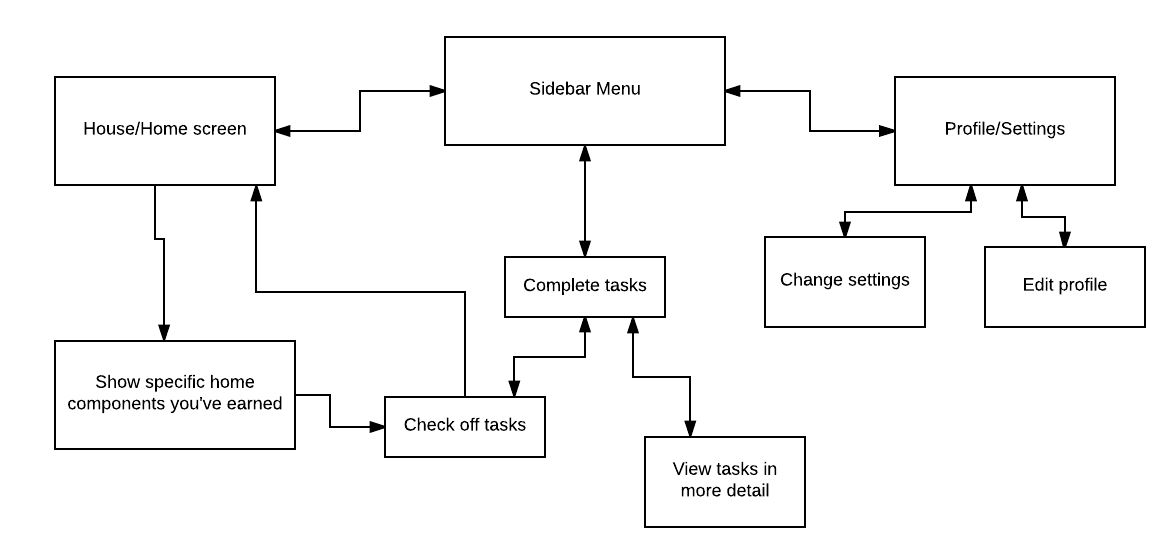 Sidebar Menu
House/Home screen
Profile/Settings
Complete tasks
Change settings
Edit profile
Show specific home
components you've earned
Check off tasks
View tasks in
more detail